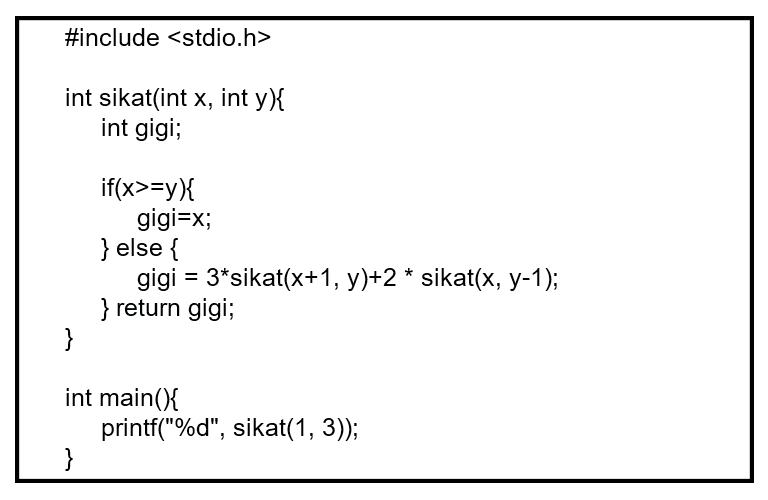 #include <stdio.h>
int sikat(int x, int y){
int gigi;
if(x>=y){
gigi=x;
} else {
gigi = 3*sikat(x+1, y)+2 * sikat(x, y-1);
} return gigi;
}
int main(){
printf("%d", sikat(1, 3));
}